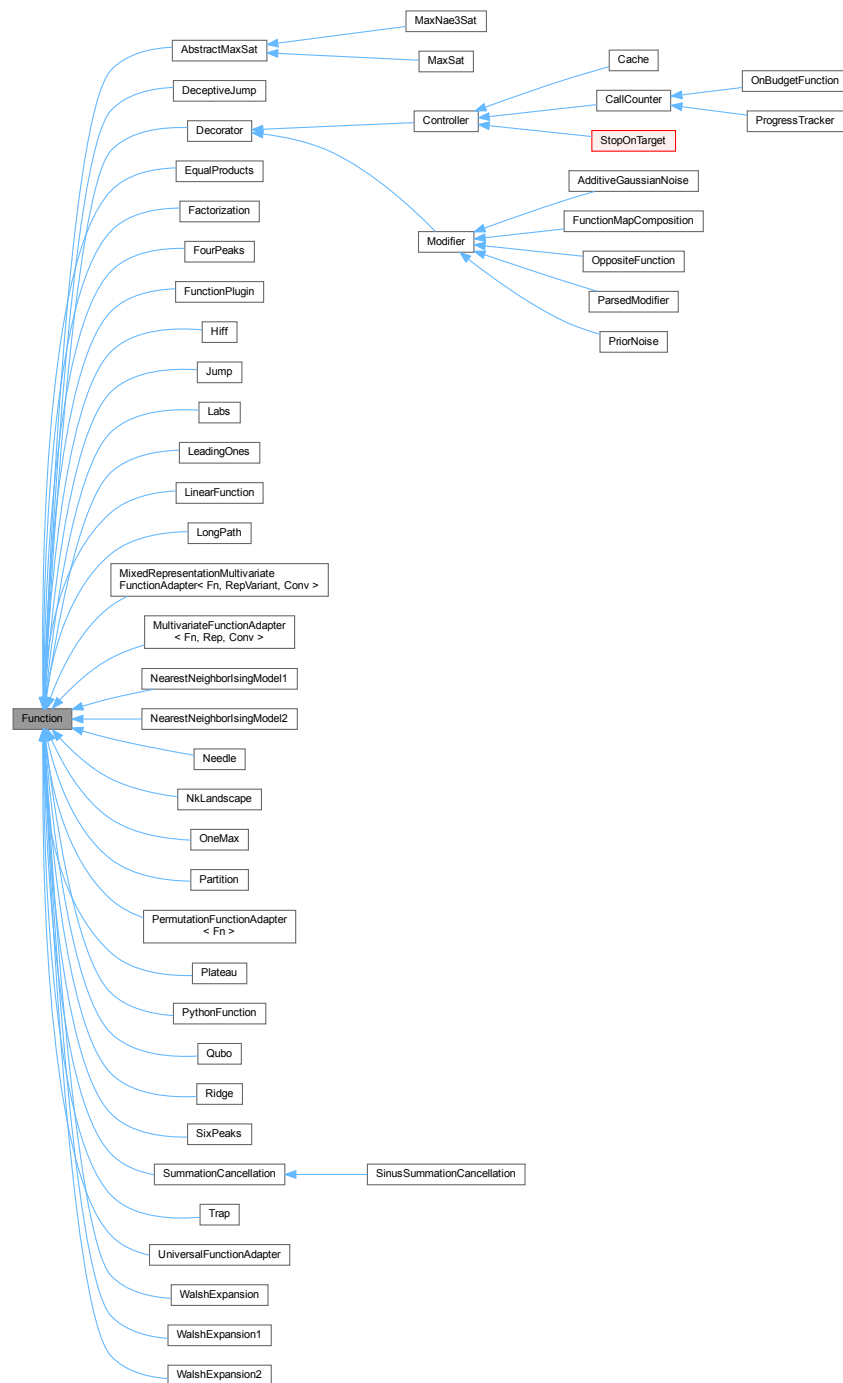 MaxNae3Sat
AbstractMaxSat
MaxSat
Cache
OnBudgetFunction
DeceptiveJump
CallCounter
Controller
ProgressTracker
Decorator
StopOnTarget
EqualProducts
AdditiveGaussianNoise
Factorization
FunctionMapComposition
Modifier
FourPeaks
OppositeFunction
FunctionPlugin
ParsedModifier
Hiff
PriorNoise
Jump
Labs
LeadingOnes
LinearFunction
LongPath
MixedRepresentationMultivariate
FunctionAdapter< Fn, RepVariant, Conv >
MultivariateFunctionAdapter
< Fn, Rep, Conv >
NearestNeighborIsingModel1
Function
NearestNeighborIsingModel2
Needle
NkLandscape
OneMax
Partition
PermutationFunctionAdapter
< Fn >
Plateau
PythonFunction
Qubo
Ridge
SixPeaks
SummationCancellation
SinusSummationCancellation
Trap
UniversalFunctionAdapter
WalshExpansion
WalshExpansion1
WalshExpansion2